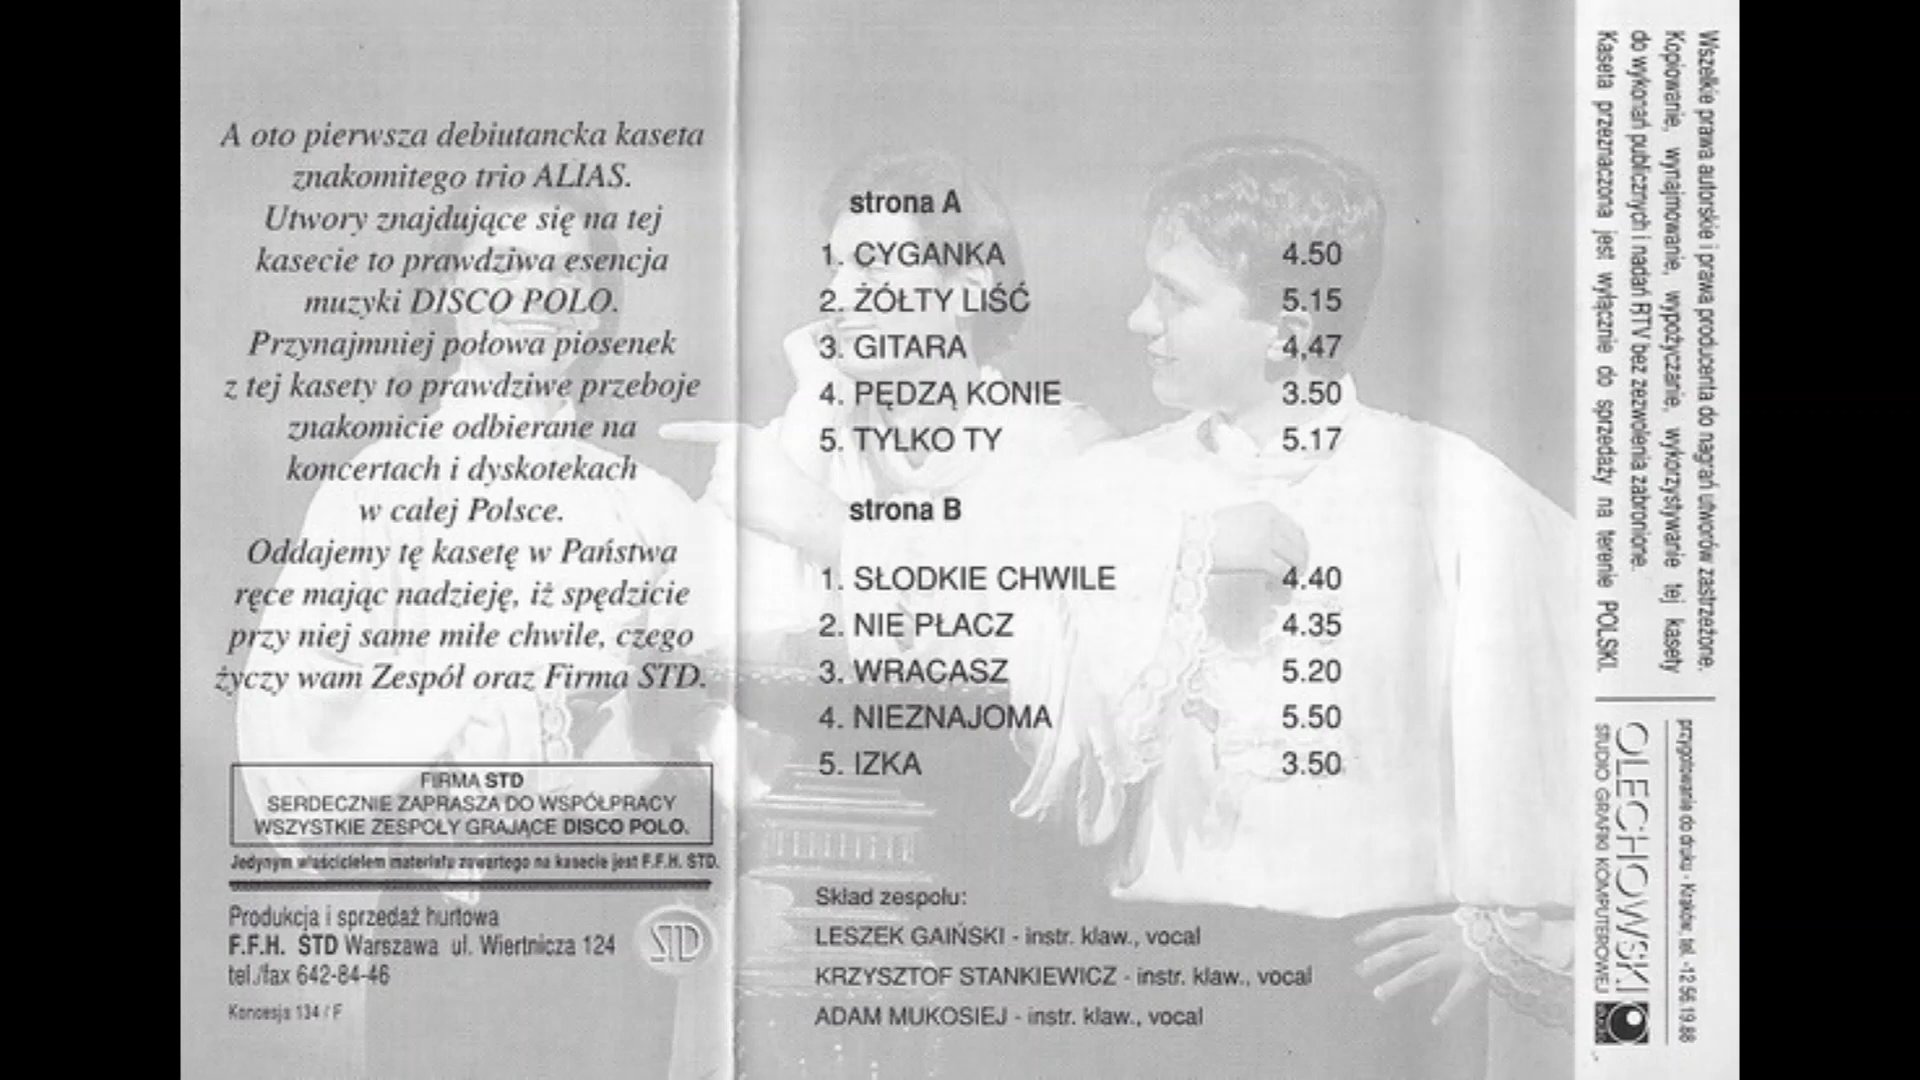 A oto pierwsza debiutancka kaseta
znakomitego trio ALIAS.
Utwory znajdujące się na tej
kasecie to prawdziwa esencja
muzyki DISCO POLO.
Przynajmniej połowa piosenek
z tej kasety to prawdziwe przeboje
znakomicie odbierane na
koncertach i dyskotekach
w całej Polsce.
Oddajemy tę kasetę w Państwa
ręce mając nadzieję, iż spędzicie
przy niej same miłe chwile, czego
życzy wam Zespół oraz Firma STD.
FIRMA STD
SERDECZNIE ZAPRASZA DO WSPÓŁPRACY
WSZYSTKIE ZESPOŁY GRAJĄCE DISCO POLO.
Jedynym właścicielem materiału zawartego na kasecie jest F.F.H. STD.
Produkcja i sprzedaż hurtowa
F.F.H. STD Warszawa ul. Wiertnicza 124
tel./fax 642-84-46
Koncesja 134 / F
STD
strona A
1. CYGANKA 4.50
2. ŻÓŁTY LIŚĆ 5.15
3. GITARA 4,47
4. PĘDZĄ KONIE 3.50
5. TYLKO TY 5.17
strona B
1. SŁODKIE CHWILE 4.40
2. NIE PŁACZ 4.35
3. WRACASZ 5.20
4. NIEZNAJOMA 5.50
5. IZKA 3.50
Skład zespołu:
LESZEK GAIŃSKI - instr. klaw., vocal
KRZYSZTOF STANKIEWICZ - instr. klaw., vocal
ADAM MUKOSIEJ - instr. klaw., vocal
Wszelkie prawa autorskie i prawa producenta do nagrań utworów zastrzeżone.
Kopiowanie, wynajmowanie, wypożyczanie, wykorzystywanie tej kasety
do wykonań publicznych i nadań RTV bez zezwolenia zabronione.
Kaseta przeznaczona jest wyłącznie do sprzedaży na terenie POLSKI.
przygotowanie do druku - Kraków, tel. -12 56.19.88
OLECHOWSKI
STUDIO GRAFIKI KOMPUTEROWEJ